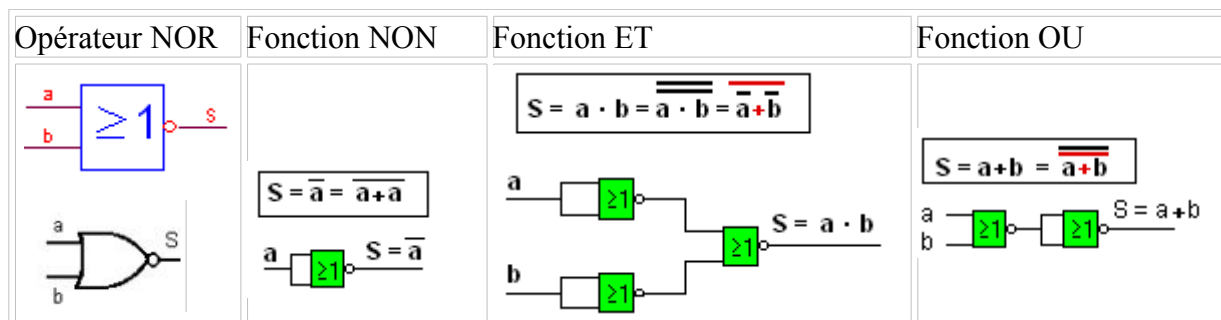 Opérateur NOR
Fonction NON
Fonction ET
Fonction OU
a
b
≥1
S
a
b
S
S = a̅ = a̅+̅a̅
a
≥1
S = a̅
S = a · b = a̿ ̿·̿ ̿b̿ = a̿+̅b̿
a
≥1
b
≥1
≥1
S = a · b
S = a+b = a̿+̿b̿
a
b
≥1
≥1
S = a+b